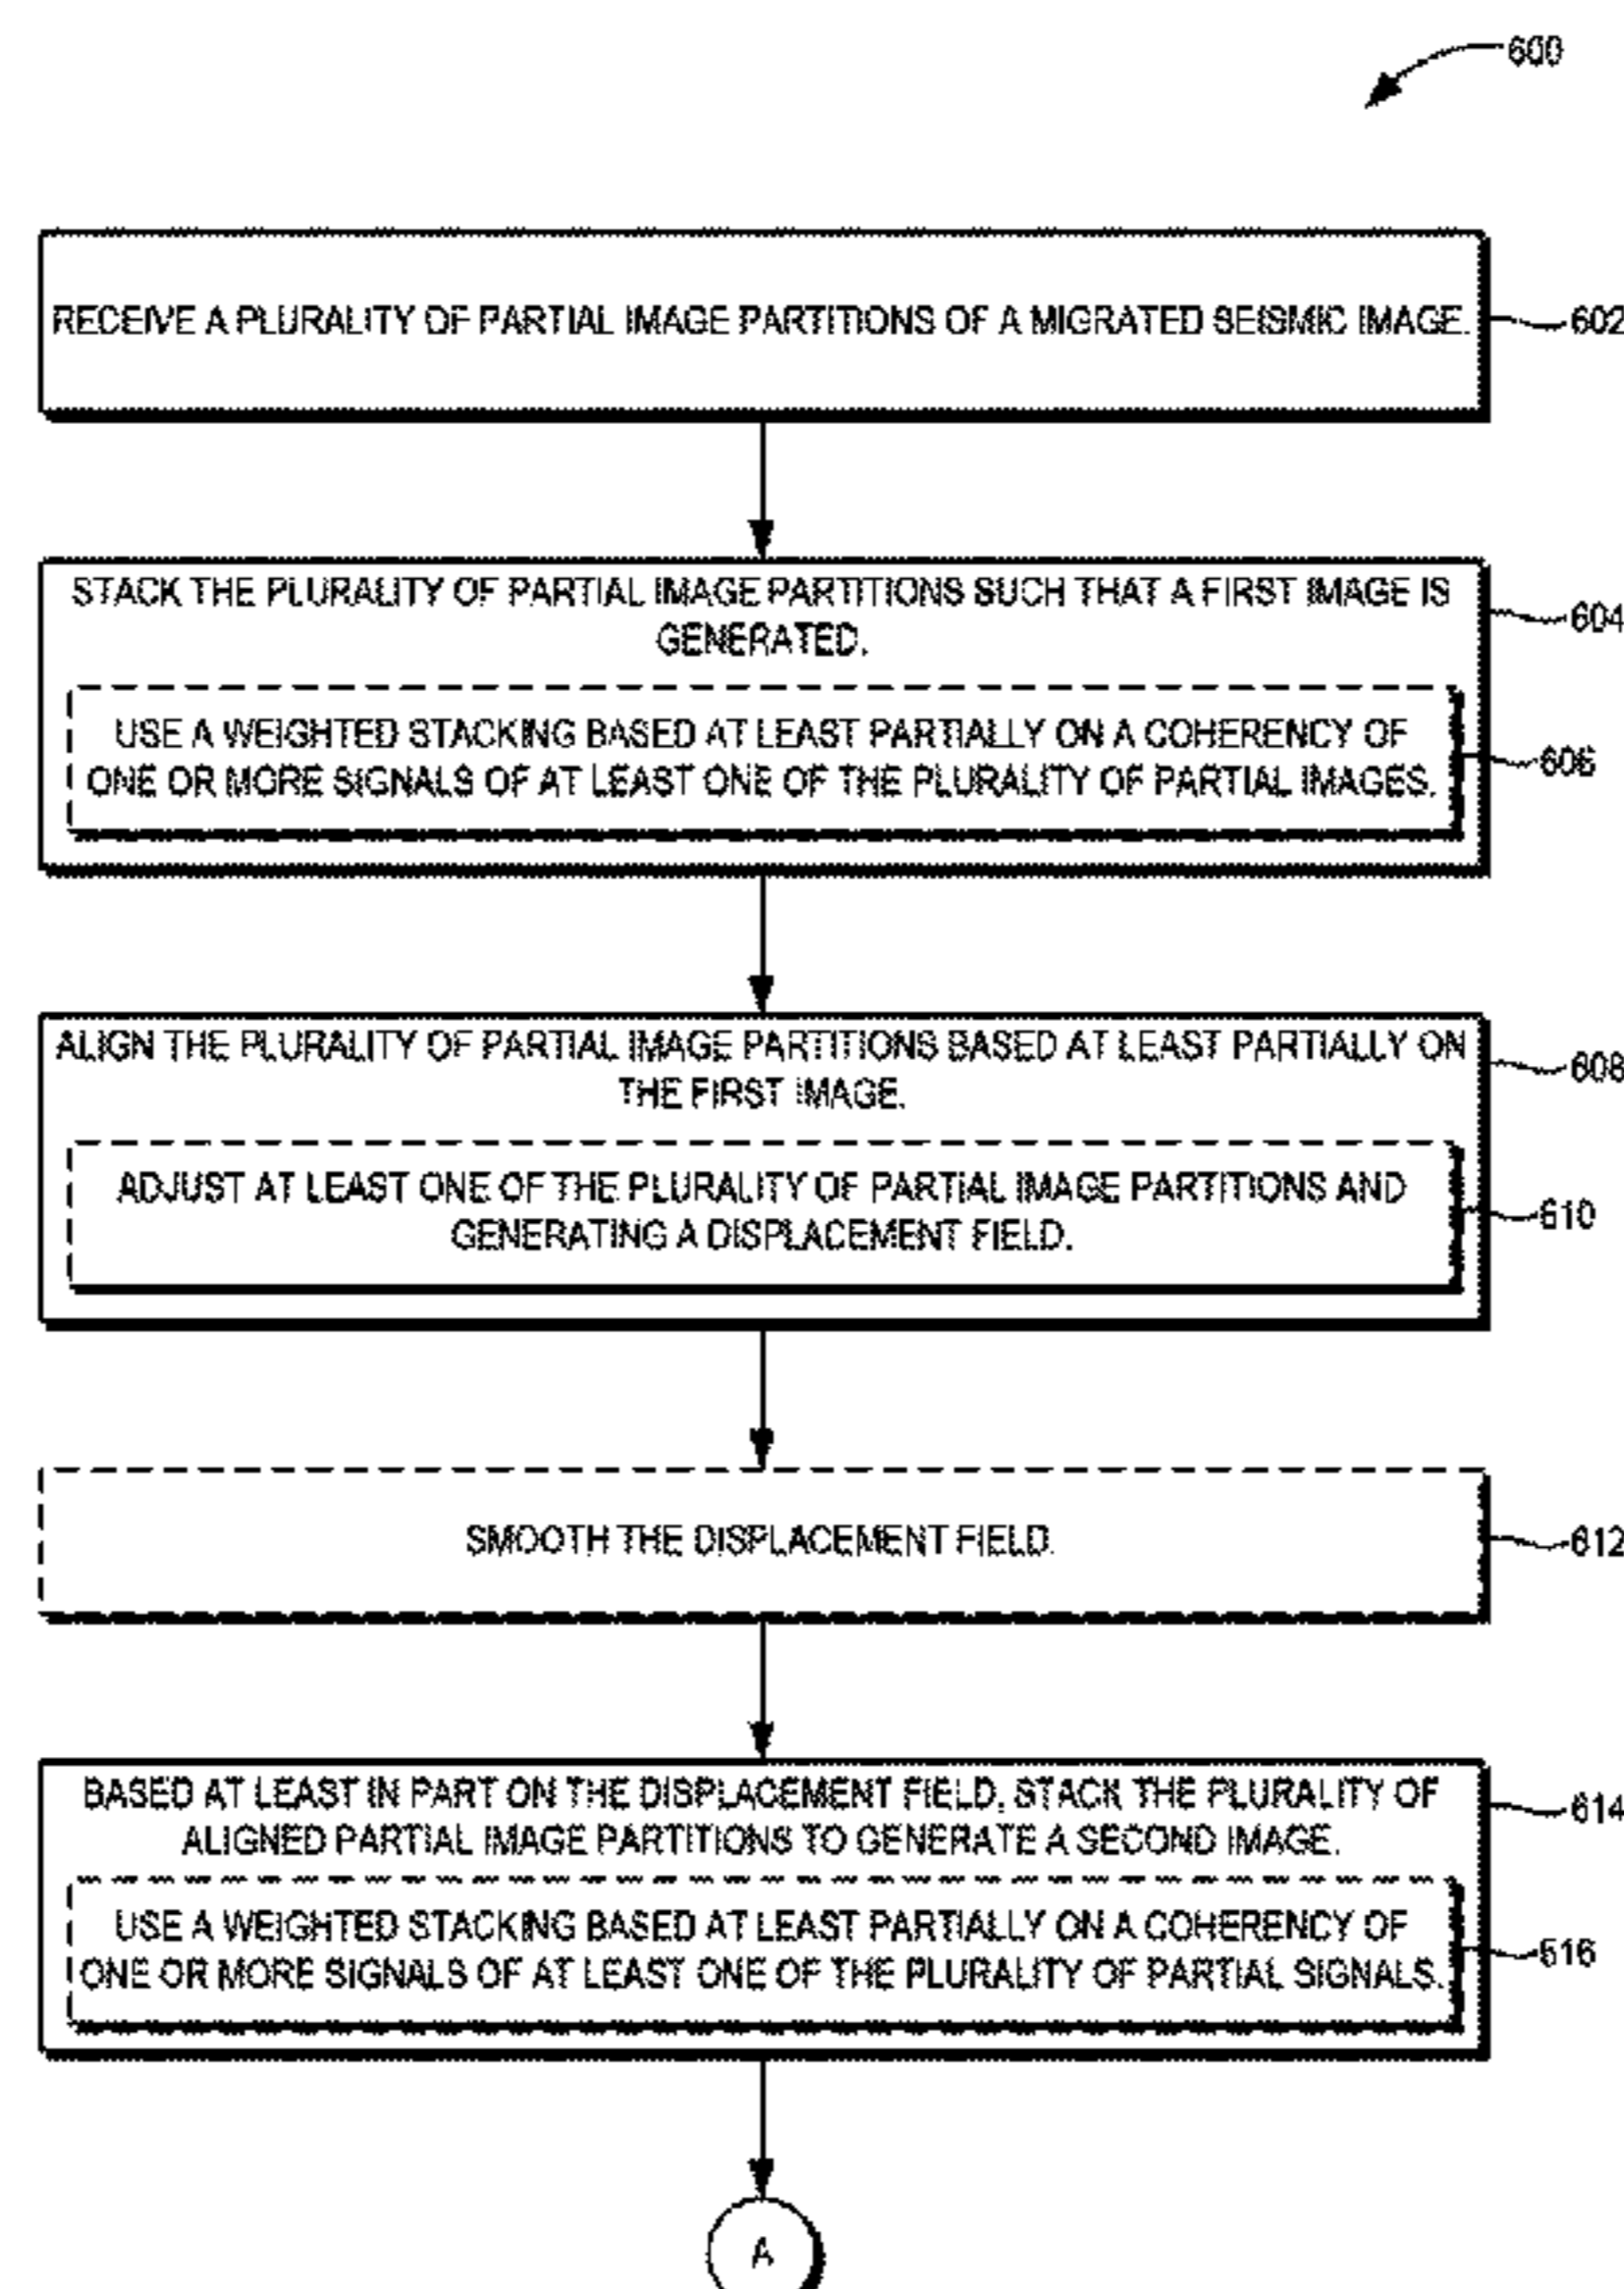 600
RECEIVE A PLURALITY OF PARTIAL IMAGE PARTITIONS OF A MIGRATED SEISMIC IMAGE.
602
STACK THE PLURALITY OF PARTIAL IMAGE PARTITIONS SUCH THAT A FIRST IMAGE IS
GENERATED.
604
USE A WEIGHTED STACKING BASED AT LEAST PARTIALLY ON A COHERENCY OF
ONE OR MORE SIGNALS OF AT LEAST ONE OF THE PLURALITY OF PARTIAL IMAGES.
606
ALIGN THE PLURALITY OF PARTIAL IMAGE PARTITIONS BASED AT LEAST PARTIALLY ON
THE FIRST IMAGE.
608
ADJUST AT LEAST ONE OF THE PLURALITY OF PARTIAL IMAGE PARTITIONS AND
GENERATING A DISPLACEMENT FIELD.
610
SMOOTH THE DISPLACEMENT FIELD.
612
BASED AT LEAST IN PART ON THE DISPLACEMENT FIELD, STACK THE PLURALITY OF
ALIGNED PARTIAL IMAGE PARTITIONS TO GENERATE A SECOND IMAGE.
614
USE A WEIGHTED STACKING BASED AT LEAST PARTIALLY ON A COHERENCY OF
ONE OR MORE SIGNALS OF AT LEAST ONE OF THE PLURALITY OF PARTIAL SIGNALS.
616
A